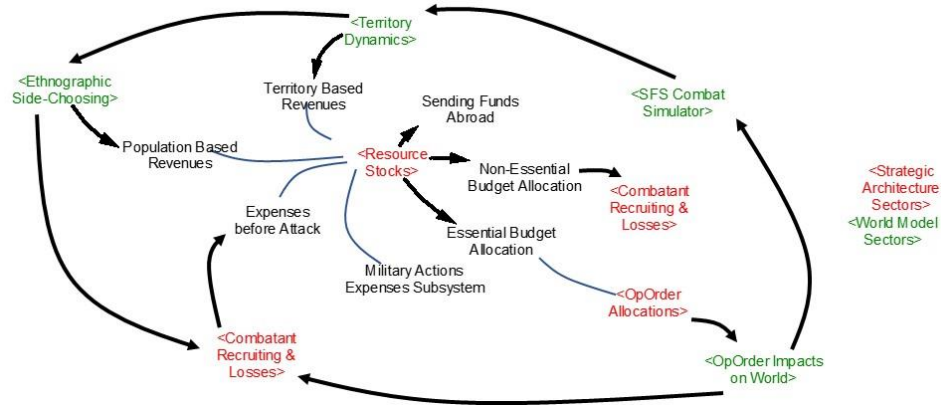 <Territory
Dynamics>
<Ethnographic
Side-Choosing>
Territory Based
Revenues
Sending Funds
Abroad
<SFS Combat
Simulator>
Population Based
Revenues
<Resource
Stocks>
Non-Essential
Budget Allocation
<Combatant
Recruiting &
Losses>
<Strategic
Architecture
Sectors>
<World Model
Sectors>
Expenses
before Attack
Essential Budget
Allocation
Military Actions
Expenses Subsystem
<OpOrder
Allocations>
<Combatant
Recruiting &
Losses>
<OpOrder Impacts
on World>